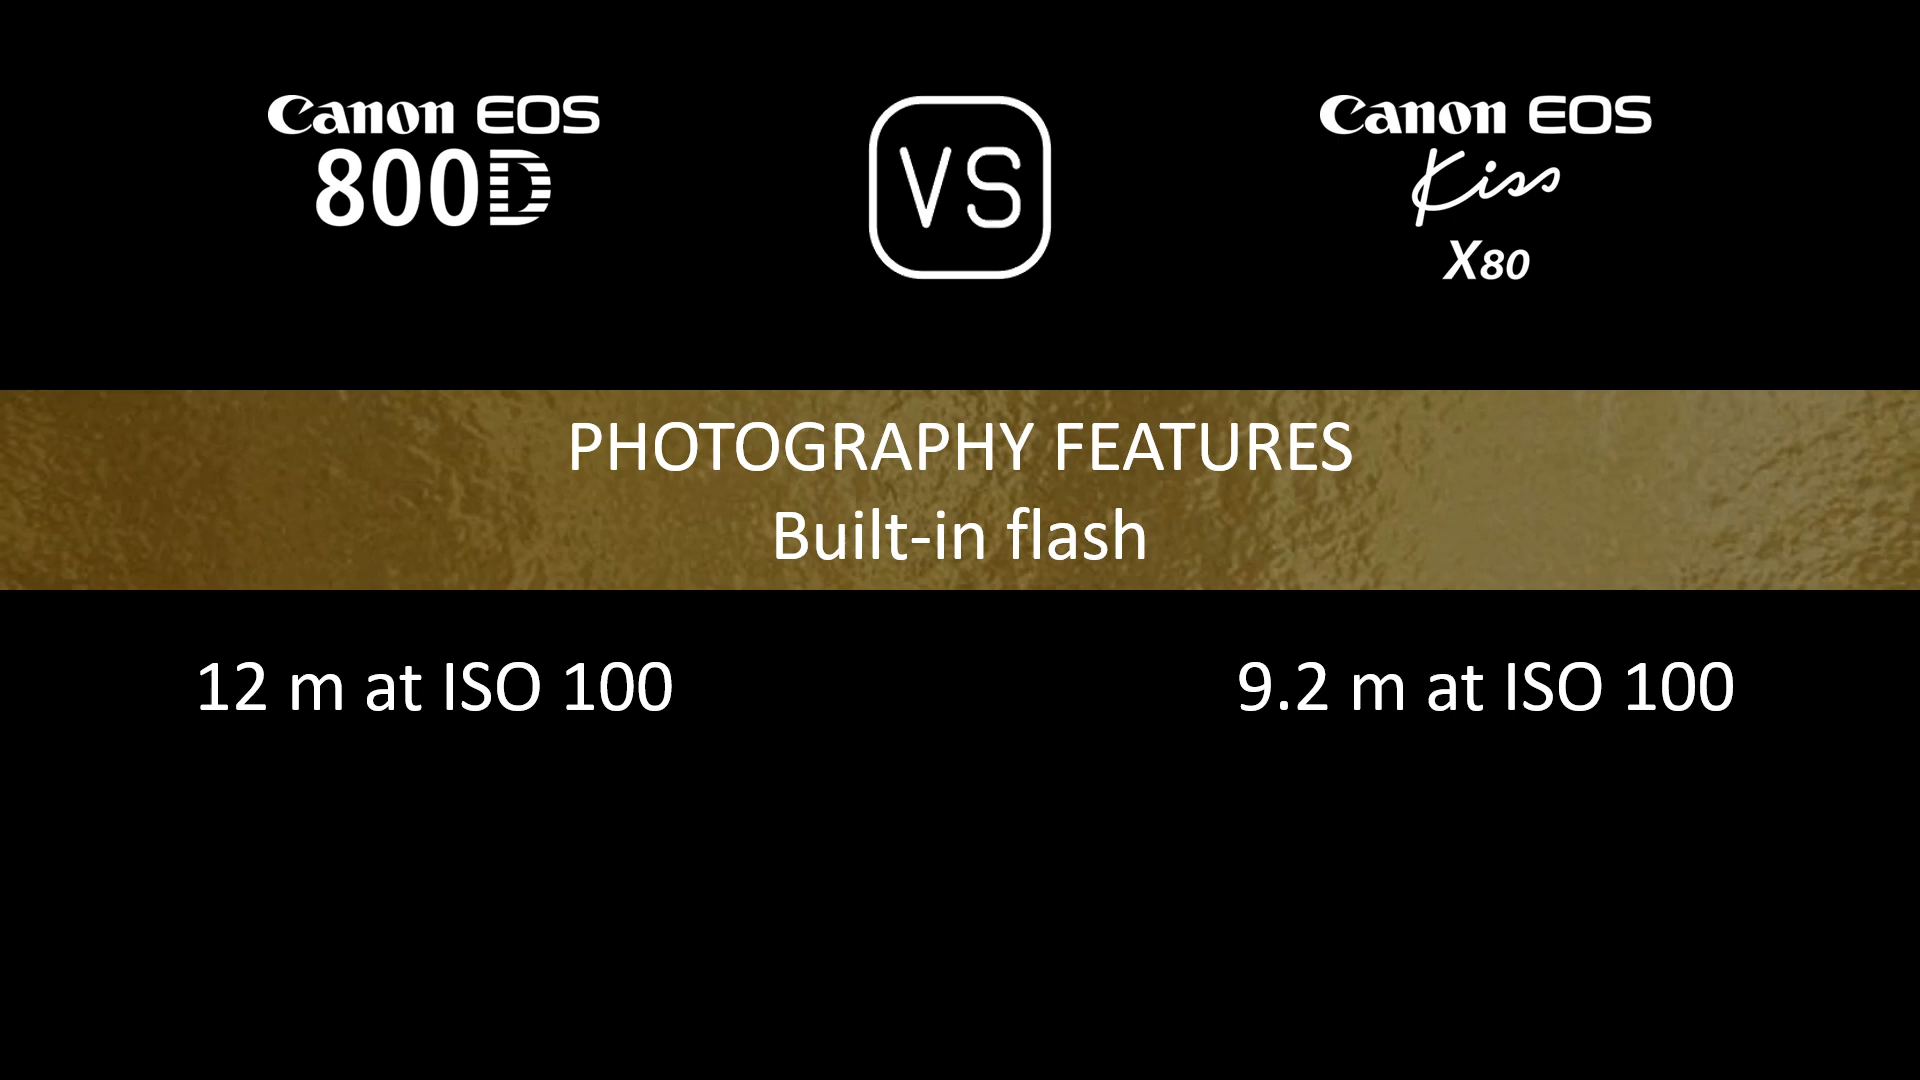 Canon EOS
800D
VS
Canon EOS
Kiss
X80
PHOTOGRAPHY FEATURES
Built-in flash
12 m at ISO 100
9.2 m at ISO 100